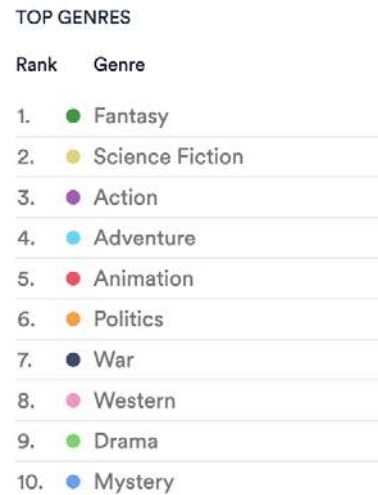 TOP GENRES
Rank Genre
1. Fantasy
2. Science Fiction
3. Action
4. Adventure
5. Animation
6. Politics
7. War
8. Western
9. Drama
10. Mystery